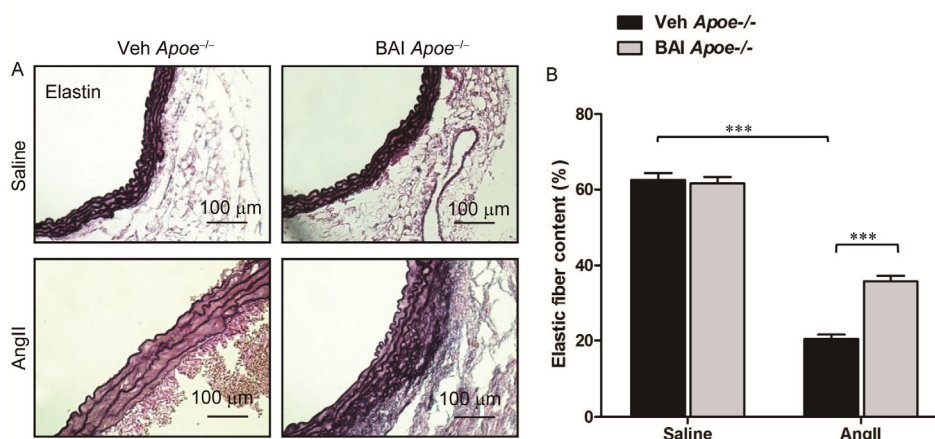 A
Veh Apoe−/−
BAI Apoe−/−
Saline
Elastin
100 μm
100 μm
AngII
100 μm
100 μm
B
Veh Apoe-/-
BAI Apoe-/-
Elastic fiber content (%)
80
60
40
20
0
***
***
Saline
AngII